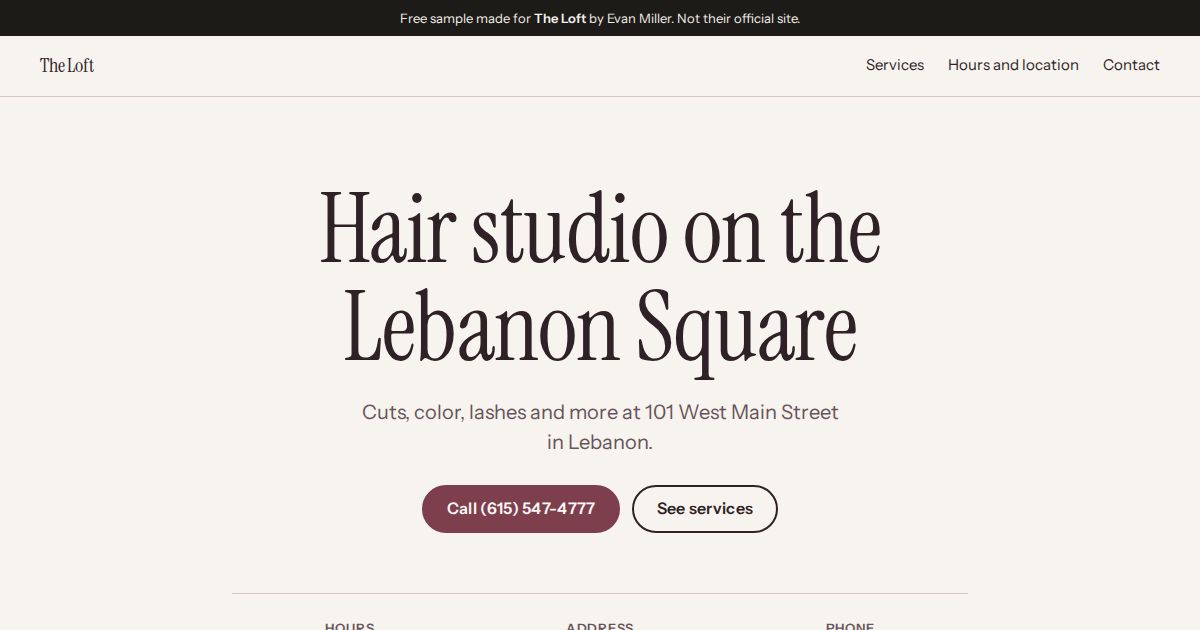 Free sample made for The Loft by Evan Miller. Not their official site.
The Loft
Services
Hours and location
Contact
Hair studio on the
Lebanon Square
Cuts, color, lashes and more at 101 West Main Street
in Lebanon.
Call (615) 547-4777
See services
HOURS
ADDRESS
PHONE